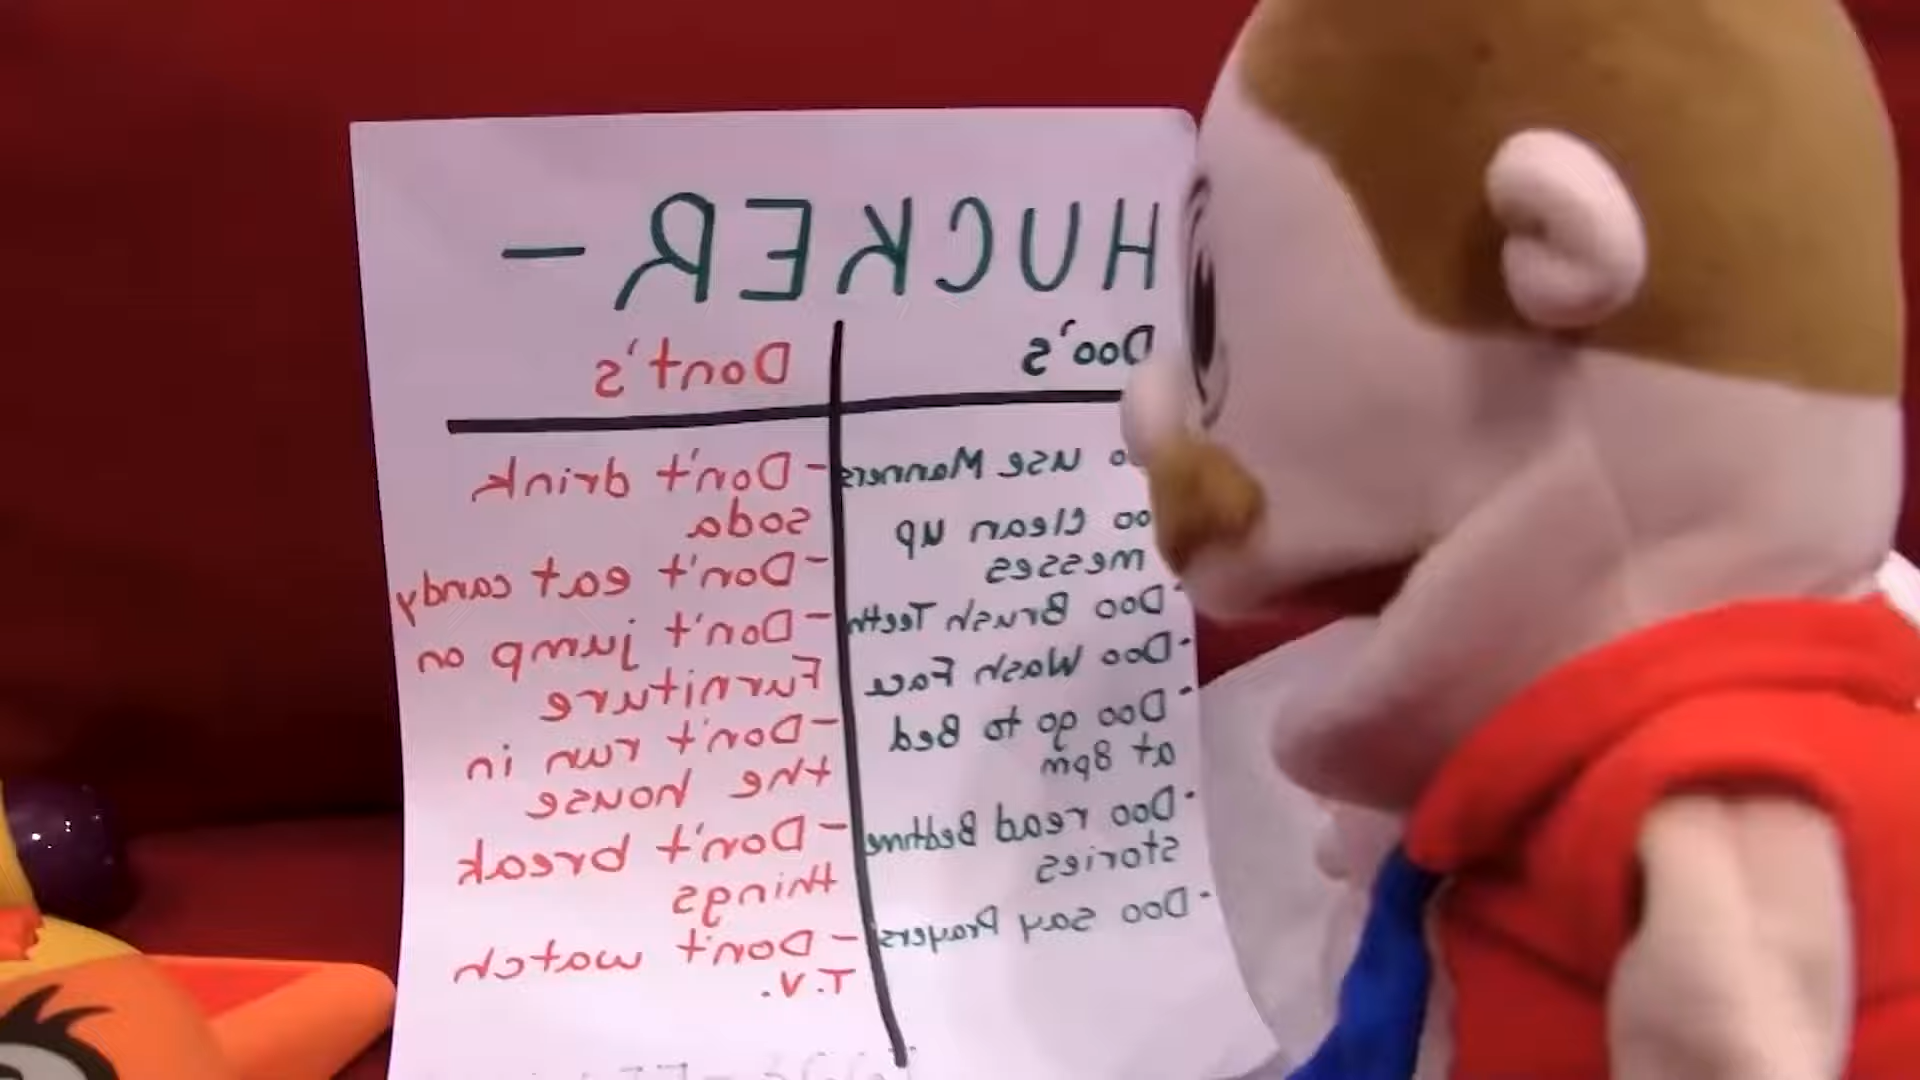 HUCKER-
Doo's
Dont's
use Manners
clean up
messes
-Doo Brush Teeth
-Doo Wash Face
-Doo go to Bed
at 8pm
-Doo read Bedtime
stories
-Doo say Prayers
-Don't drink
soda
-Don't eat candy
-Don't jump on
Furniture
-Don't run in
the house
-Don't break
things
-Don't watch
T.V.